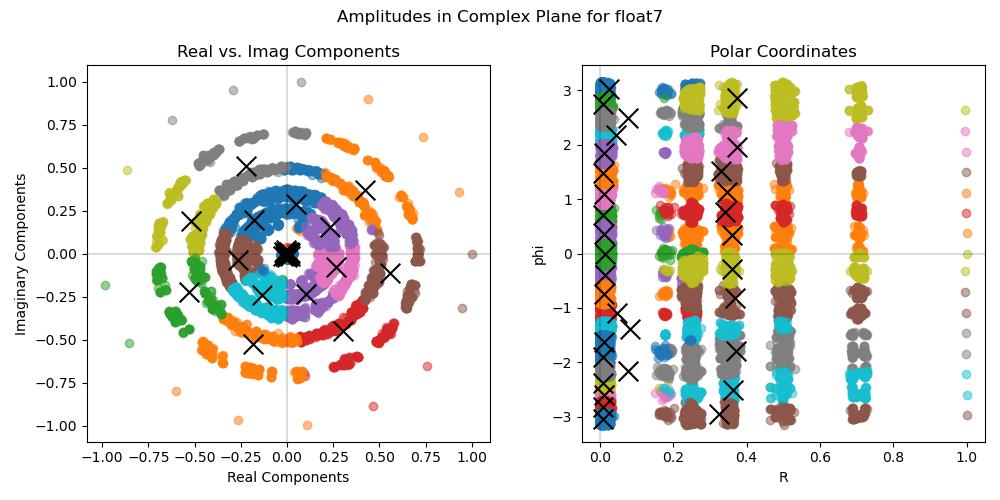 Amplitudes in Complex Plane for float7
Real vs. Imag Components
Polar Coordinates
Imaginary Components
1.00
0.75
0.50
0.25
0.00
−0.25
−0.50
−0.75
−1.00
−1.00 −0.75 −0.50 −0.25 0.00 0.25 0.50 0.75 1.00
Real Components
phi
3
2
1
0
−1
−2
−3
0.0 0.2 0.4 0.6 0.8 1.0
R